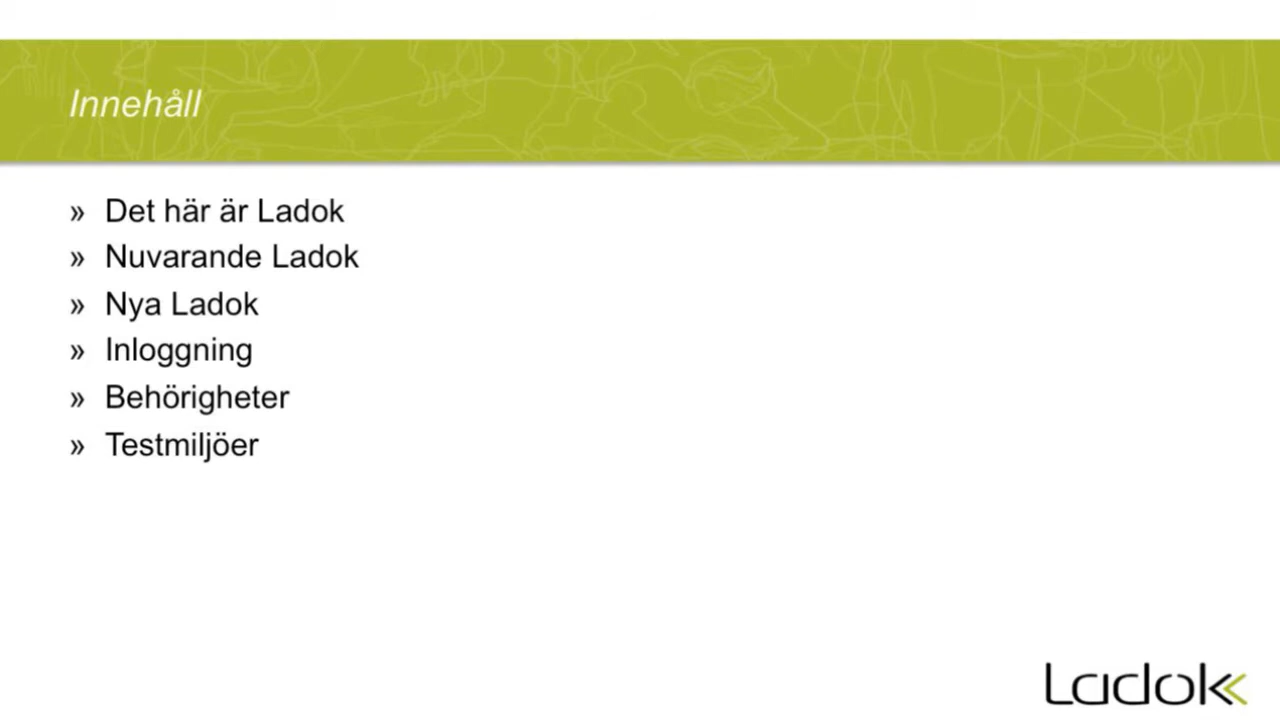 Innehåll
» Det här är Ladok
» Nuvarande Ladok
» Nya Ladok
» Inloggning
» Behörigheter
» Testmiljöer
Ladok